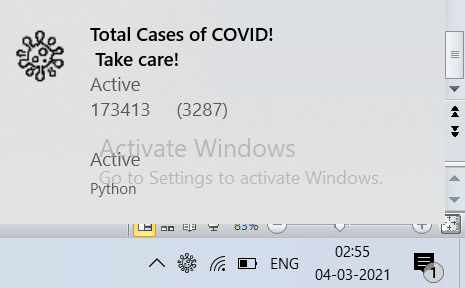 Total Cases of COVID!
Take care!
Active
173413 (3287)
Activate Windows
Active
Go to Settings to activate Windows.
Python
83%
ENG
02:55
04-03-2021
1